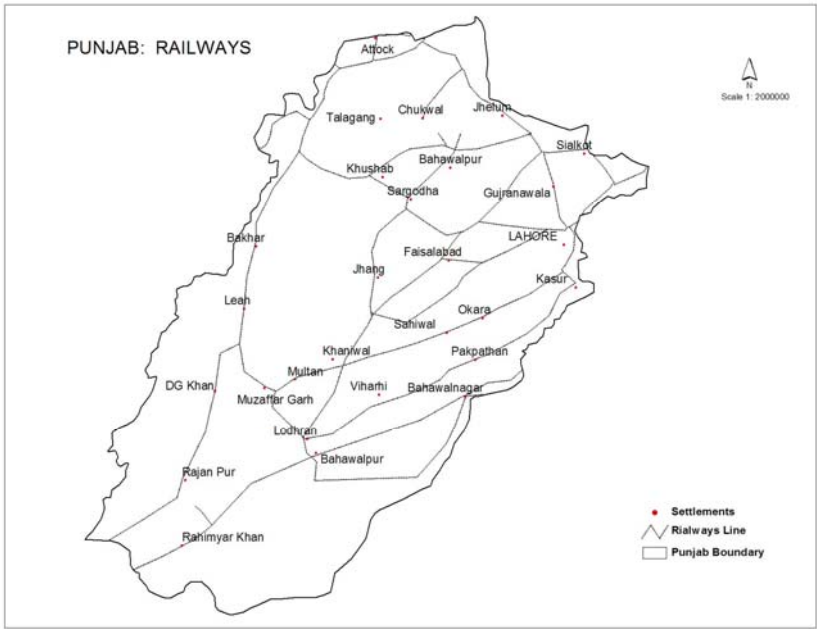 PUNJAB: RAILWAYS
Attock
N
Scale 1: 2000000
Talagang
Chukwal
Jhelum
Sialkot
Khushab
Bahawalpur
Sargodha
Gujranawala
Bakhar
Faisalabad
LAHORE
Jhang
Kasur
Leah
Okara
Sahiwal
Khaniwal
Pakpathan
Multan
DG Khan
Muzaffar Garh
Viharhi
Bahawalnagar
Lodhran
Bahawalpur
Rajan Pur
Rahimyar Khan
Settlements
Rialways Line
Punjab Boundary